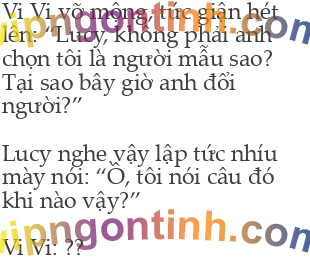 Vi Vi vỡ mộng, tức giận hét
lên: “Lucy, không phải anh
chọn tôi là người mẫu sao?
Tại sao bây giờ anh đổi
người?”
Lucy nghe vậy lập tức nhíu
mày nói: “Ồ, tôi nói câu đó
khi nào vậy?”
Vi Vi: ??
vipngontinh.com
vipngontinh.com